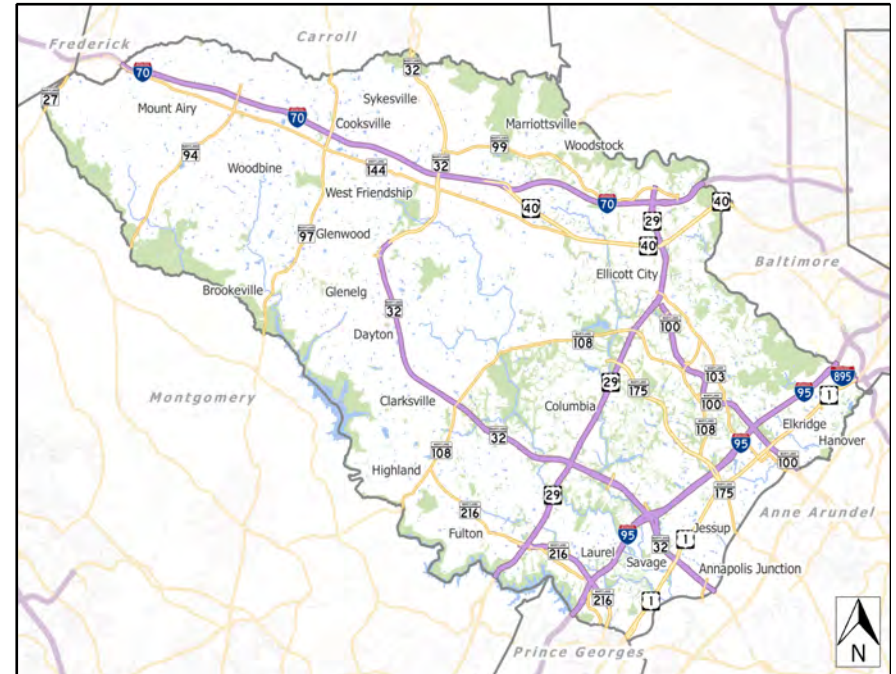 Frederick
Carroll
70
32
27
Mount Airy
Sykesville
70
Cooksville
Marriottsville
94
99
Woodstock
32
Woodbine
144
West Friendship
40
70
29
40
97
Glenwood
40
Baltimore
Ellicott City
Brookeville
Glenelg
32
100
Dayton
108
Montgomery
29
175
103
895
95
Clarksville
100
1
Columbia
108
Elkridge
32
95
Hanover
108
100
Highland
29
175
216
Anne Arundel
Fulton
95
Jessup
1
216
Laurel
32
Savage
Annapolis Junction
216
1
Prince Georges
N